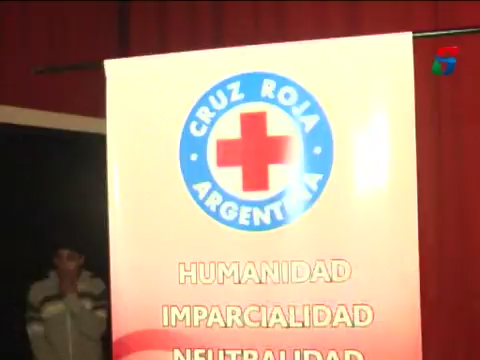 CRUZ ROJA
ARGENTINA
HUMANIDAD
IMPARCIALIDAD
NEUTRALIDAD